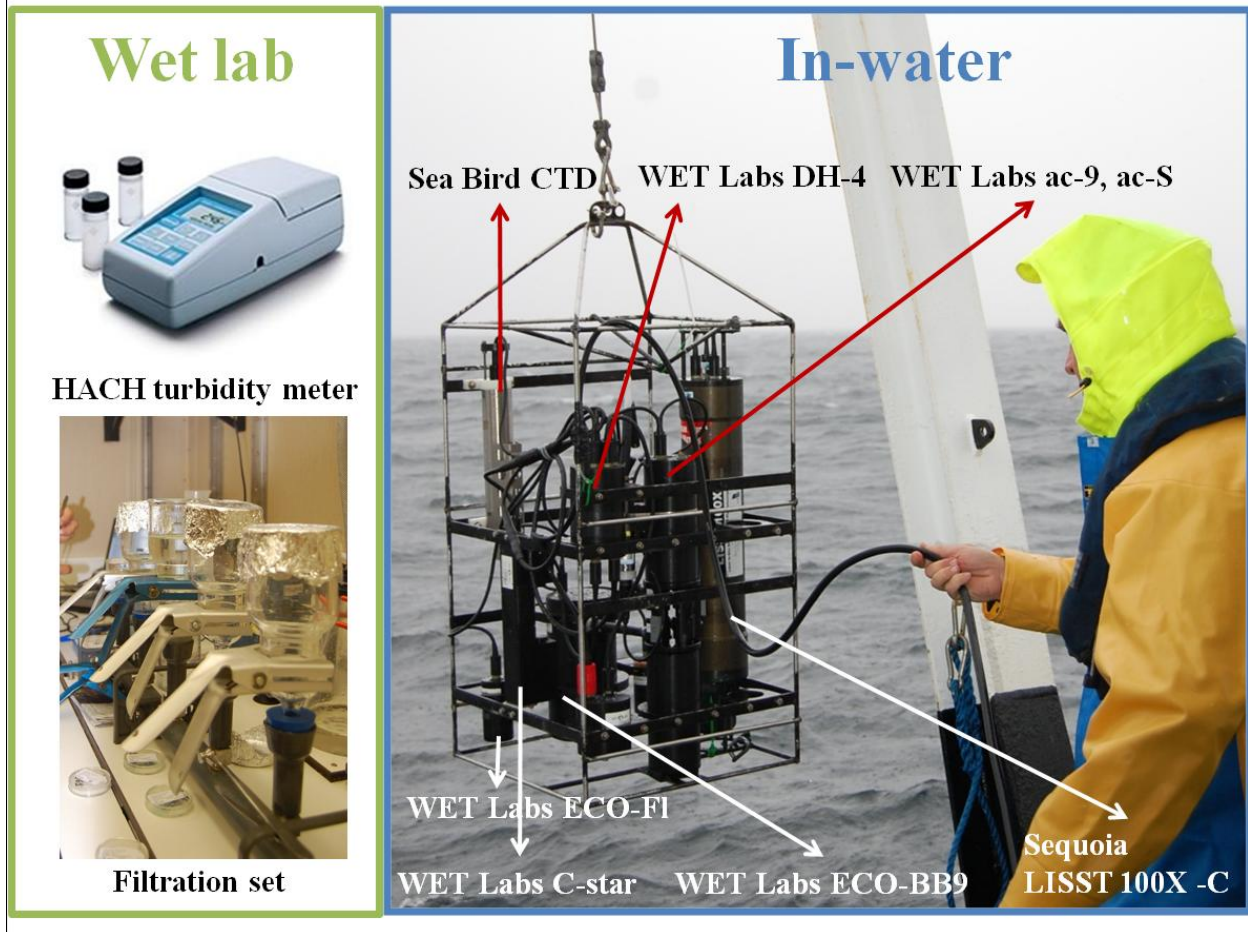 Wet lab
HACH turbidity meter
Filtration set
In-water
Sea Bird CTD
WET Labs DH-4
WET Labs ac-9, ac-S
WET Labs ECO-Fl
WET Labs C-star
WET Labs ECO-BB9
Sequoia
LISST 100X -C